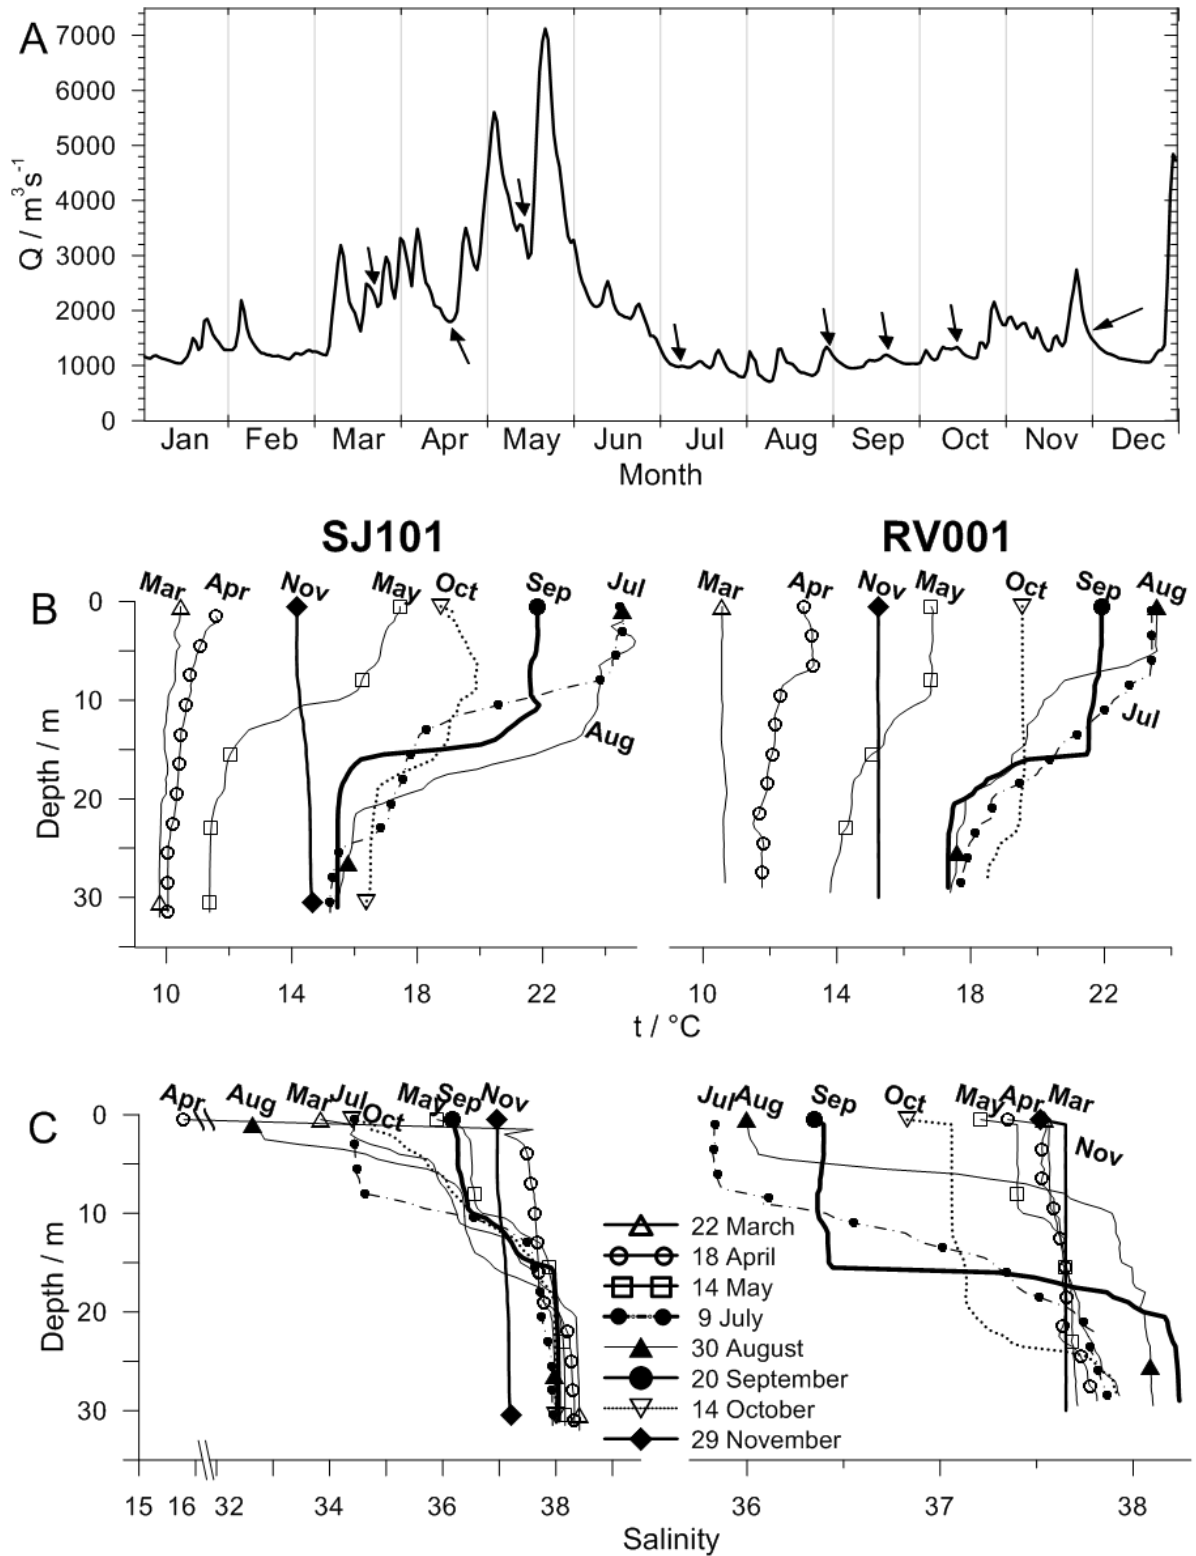 A
7000
6000
5000
4000
3000
2000
1000
0
Q / m³s⁻¹
Jan Feb Mar Apr May Jun Jul Aug Sep Oct Nov Dec
Month
SJ101 RV001
B
Mar Apr Nov May Oct Sep Jul
Mar Apr Nov May Oct Sep Aug
0
10
20
30
Depth / m
Aug
Jul
10 14 18 22
10 14 18 22
t / °C
C
Apr Aug Mar Jul Oct May Sep Nov
Jul Aug Sep Oct May Apr Mar
Nov
0
10
20
30
Depth / m
22 March
18 April
14 May
9 July
30 August
20 September
14 October
29 November
15 16 32 34 36 38
36 37 38
Salinity